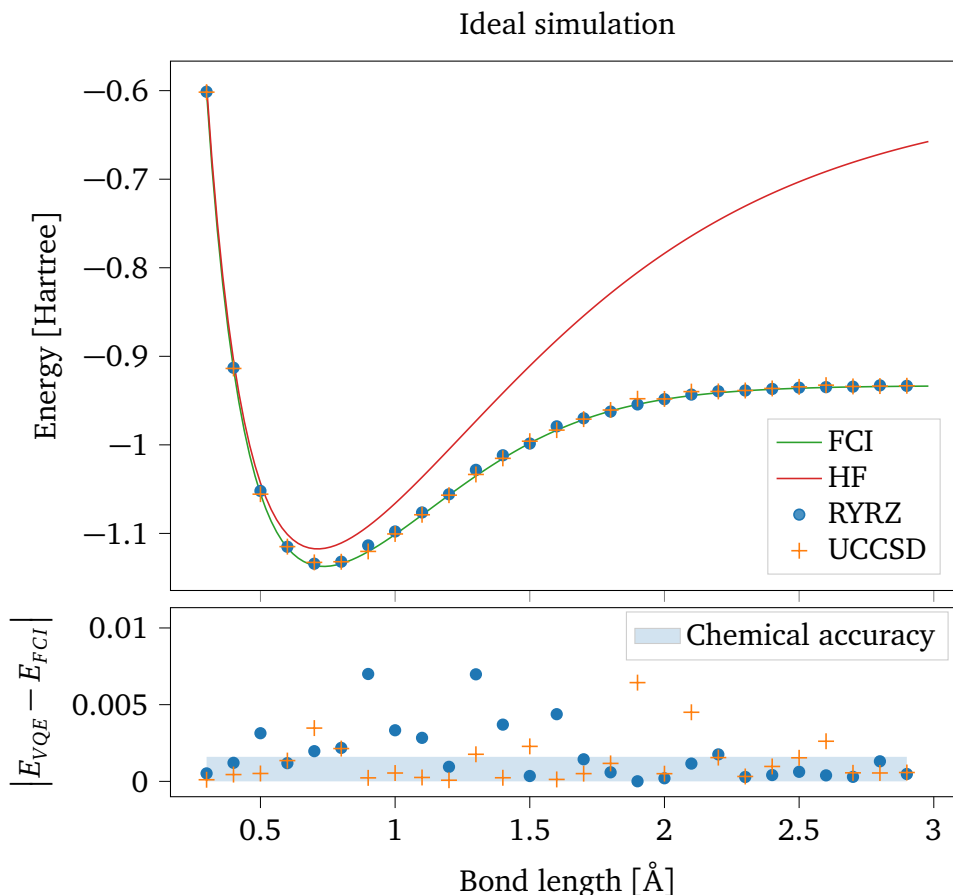 Ideal simulation
Energy [Hartree]
−0.6
−0.7
−0.8
−0.9
−1
−1.1
FCI
HF
RYRZ
UCCSD
|E_VQE − E_FCI|
0.01
0.005
0
Chemical accuracy
0.5 1 1.5 2 2.5 3
Bond length [Å]